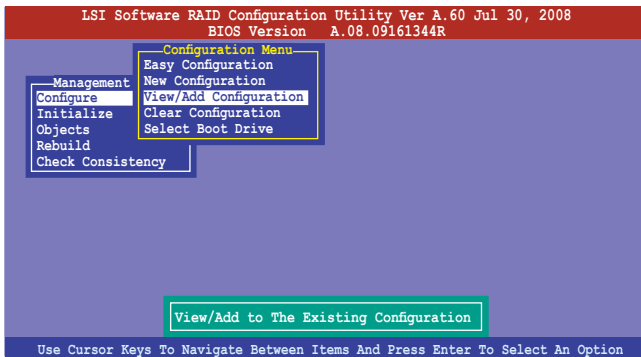 LSI Software RAID Configuration Utility Ver A.60 Jul 30, 2008
BIOS Version A.08.09161344R
Configuration Menu
Easy Configuration
New Configuration
View/Add Configuration
Clear Configuration
Select Boot Drive
Management
Configure
Initialize
Objects
Rebuild
Check Consistency
View/Add to The Existing Configuration
Use Cursor Keys To Navigate Between Items And Press Enter To Select An Option